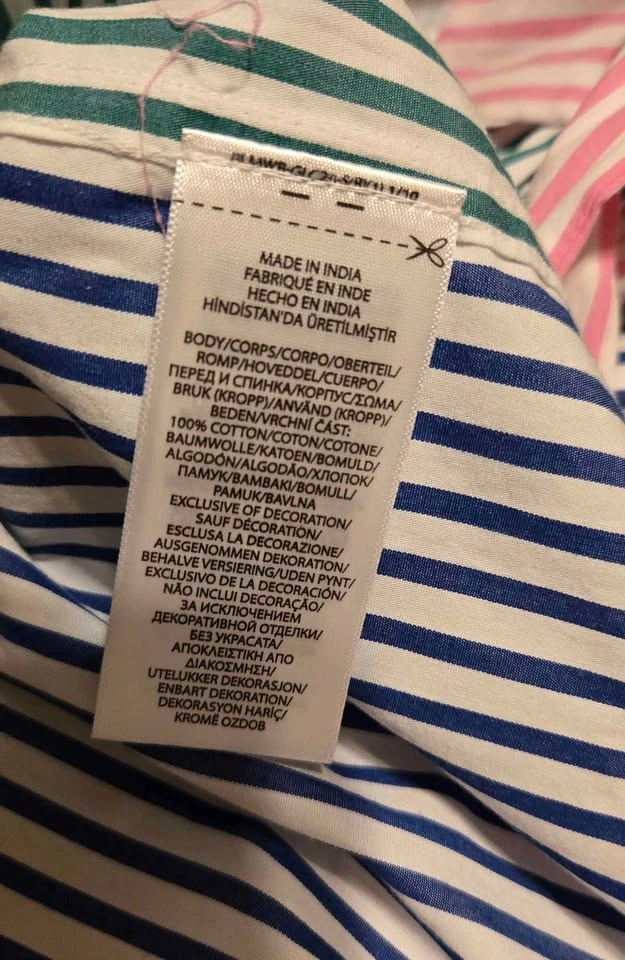 MADE IN INDIA
FABRIQUÉ EN INDE
HECHO EN INDIA
HİNDİSTAN'DA ÜRETİLMİŞTİR
BODY/CORPS/CORPO/OBERTEIL/
ROMP/HOVEDDEL/CUERPO/
ПЕРЕД И СПИНКА/КОРПУС/ΣΩΜΑ/
BRUK (KROPP)/ANVÄND (KROPP)/
BEDEN/VRCHNÍ ČÁST:
100% COTTON/COTON/COTONE/
BAUMWOLLE/KATOEN/BOMULD/
ALGODÓN/ALGODÃO/ХЛОПОК/
ПАМУК/BAMBAKI/BOMULL/
PAMUK/BAVLNA
EXCLUSIVE OF DECORATION/
SAUF DÉCORATION/
ESCLUSA LA DECORAZIONE/
AUSGENOMMEN DEKORATION/
BEHALVE VERSIERING/UDEN PYNT/
EXCLUSIVO DE LA DECORACIÓN/
NÃO INCLUI DECORAÇÃO/
ЗА ИСКЛЮЧЕНИЕМ
ДЕКОРАТИВНОЙ ОТДЕЛКИ/
БЕЗ УКРАСАТА/
ΑΠΟΚΛΕΙΣΤΙΚΗ ΑΠΟ
ΔΙΑΚΟΣΜΗΣΗ/
UTELUKKER DEKORASJON/
ENBART DEKORATION/
DEKORASYON HARİÇ/
KROMĚ OZDOB